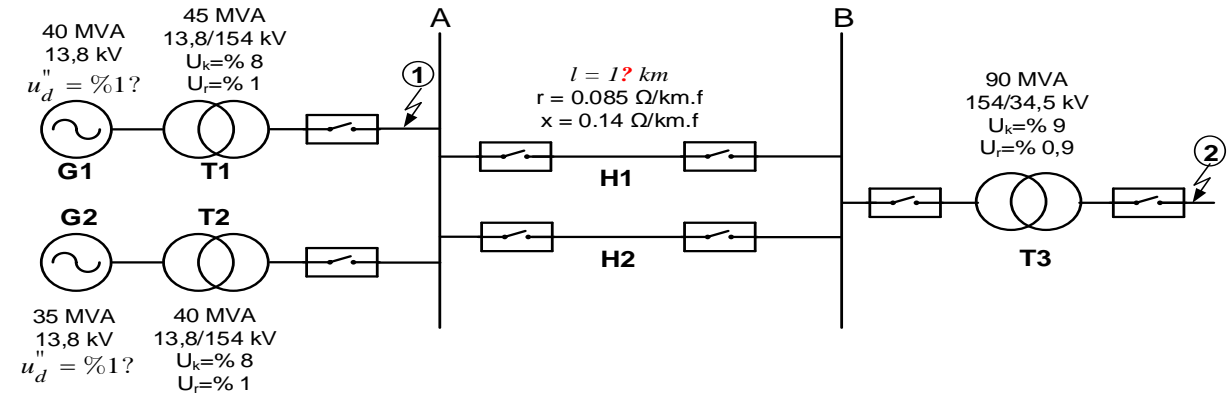 40 MVA
13,8 kV
u"d = %1?
G1
45 MVA
13,8/154 kV
Uk=% 8
Ur=% 1
T1
1
A
l = 1? km
r = 0.085 Ω/km.f
x = 0.14 Ω/km.f
H1
B
90 MVA
154/34,5 kV
Uk=% 9
Ur=% 0,9
T3
2
G2
35 MVA
13,8 kV
u"d = %1?
T2
40 MVA
13,8/154 kV
Uk=% 8
Ur=% 1
H2